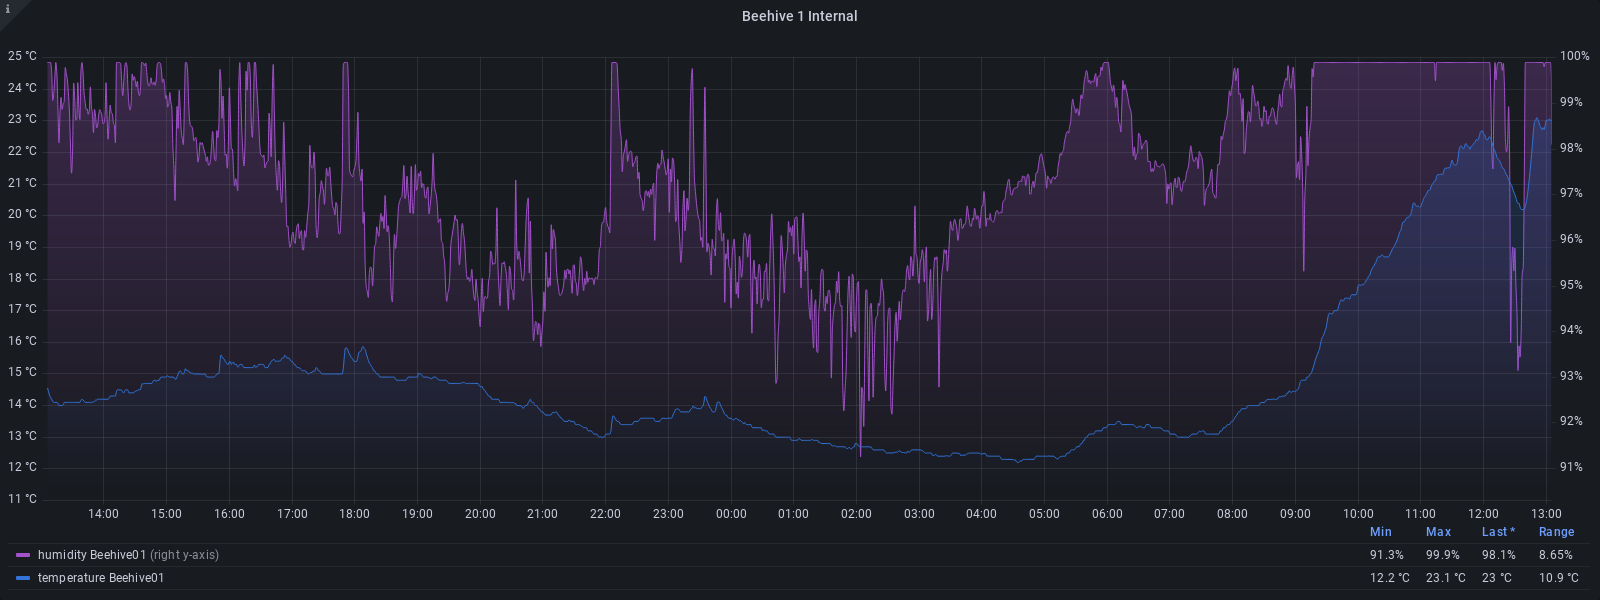 i
Beehive 1 Internal
25 °C 100%
24 °C 99%
23 °C 98%
22 °C 97%
21 °C 96%
20 °C 95%
19 °C 94%
18 °C 93%
17 °C 92%
16 °C 91%
15 °C
14 °C
13 °C
12 °C
11 °C
14:00 15:00 16:00 17:00 18:00 19:00 20:00 21:00 22:00 23:00 00:00 01:00 02:00 03:00 04:00 05:00 06:00 07:00 08:00 09:00 10:00 11:00 12:00 13:00
Min Max Last * Range
humidity Beehive01 (right y-axis) 91.3% 99.9% 98.1% 8.65%
temperature Beehive01 12.2 °C 23.1 °C 23 °C 10.9 °C